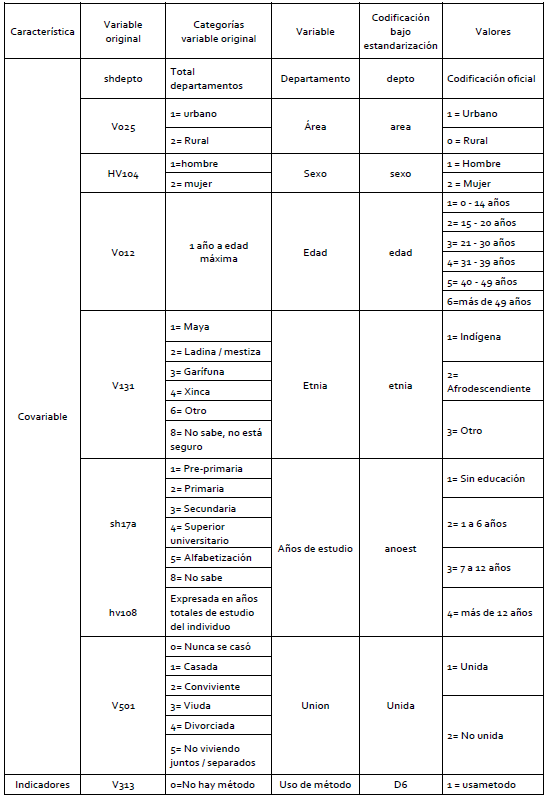 Característica
Variable
original
Categorías
variable original
Variable
Codificación
bajo
estandarización
Valores
Covariable
shdepto
Total
departamentos
Departamento
depto
Codificación oficial
V025
1= urbano
2= Rural
Área
area
1 = Urbano
0 = Rural
HV104
1=hombre
2= mujer
Sexo
sexo
1 = Hombre
2 = Mujer
V012
1 año a edad
máxima
Edad
edad
1= 0 - 14 años
2= 15 - 20 años
3= 21 - 30 años
4= 31 - 39 años
5= 40 - 49 años
6=más de 49 años
V131
1= Maya
2= Ladina / mestiza
3= Garífuna
4= Xinca
6= Otro
8= No sabe, no está
seguro
Etnia
etnia
1= Indígena
2=
Afrodescendiente
3= Otro
sh17a
hv108
1= Pre-primaria
2= Primaria
3= Secundaria
4= Superior
universitario
5= Alfabetización
8= No sabe
Expresada en años
totales de estudio
del individuo
Años de estudio
anoest
1= Sin educación
2= 1 a 6 años
3= 7 a 12 años
4= más de 12 años
V501
0= Nunca se casó
1= Casada
2= Conviviente
3= Viuda
4= Divorciada
5= No viviendo
juntos / separados
Union
Unida
1= Unida
2= No unida
Indicadores
V313
0=No hay método
Uso de método
D6
1 = usametodo